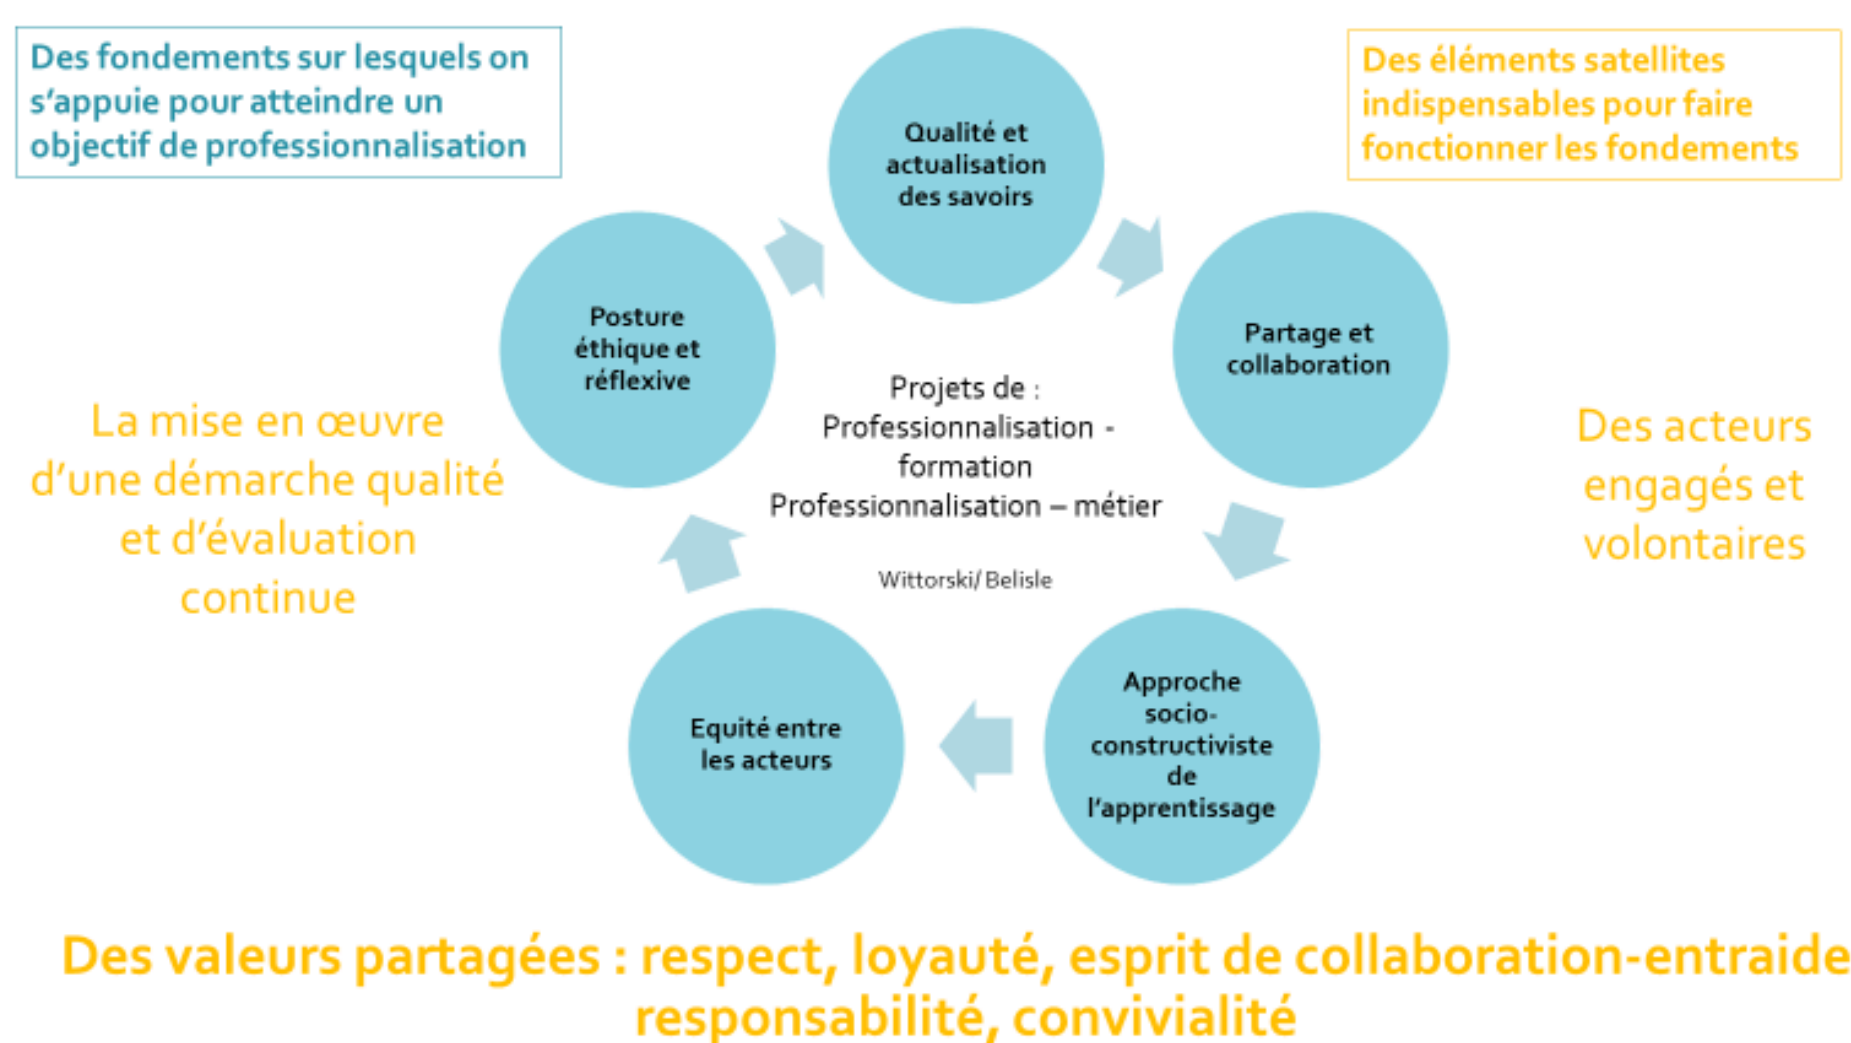 Des fondements sur lesquels on
s'appuie pour atteindre un
objectif de professionnalisation
Des éléments satellites
indispensables pour faire
fonctionner les fondements
Qualité et
actualisation
des savoirs
Posture
éthique et
réflexive
Partage et
collaboration
Projets de :
Professionnalisation -
formation
Professionnalisation – métier
Wittorski/ Belisle
La mise en œuvre
d'une démarche qualité
et d'évaluation
continue
Des acteurs
engagés et
volontaires
Equité entre
les acteurs
Approche
socio-
constructiviste
de
l'apprentissage
Des valeurs partagées : respect, loyauté, esprit de collaboration-entraide
responsabilité, convivialité